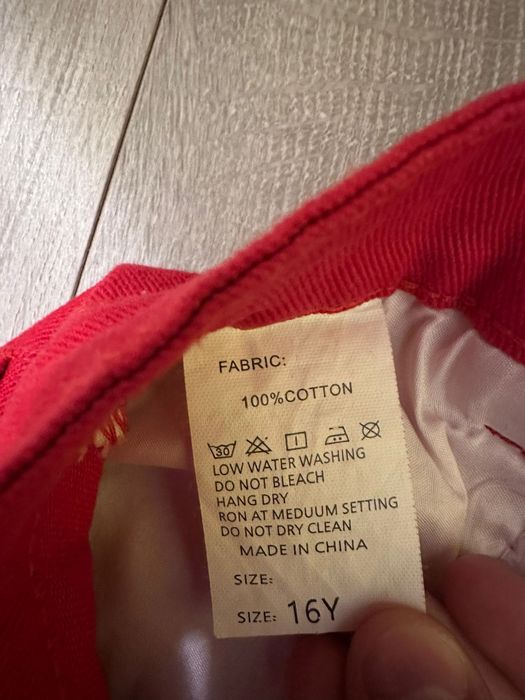 FABRIC:
100%COTTON
30
LOW WATER WASHING
DO NOT BLEACH
HANG DRY
RON AT MEDUUM SETTING
DO NOT DRY CLEAN
MADE IN CHINA
SIZE:
SIZE: 16Y